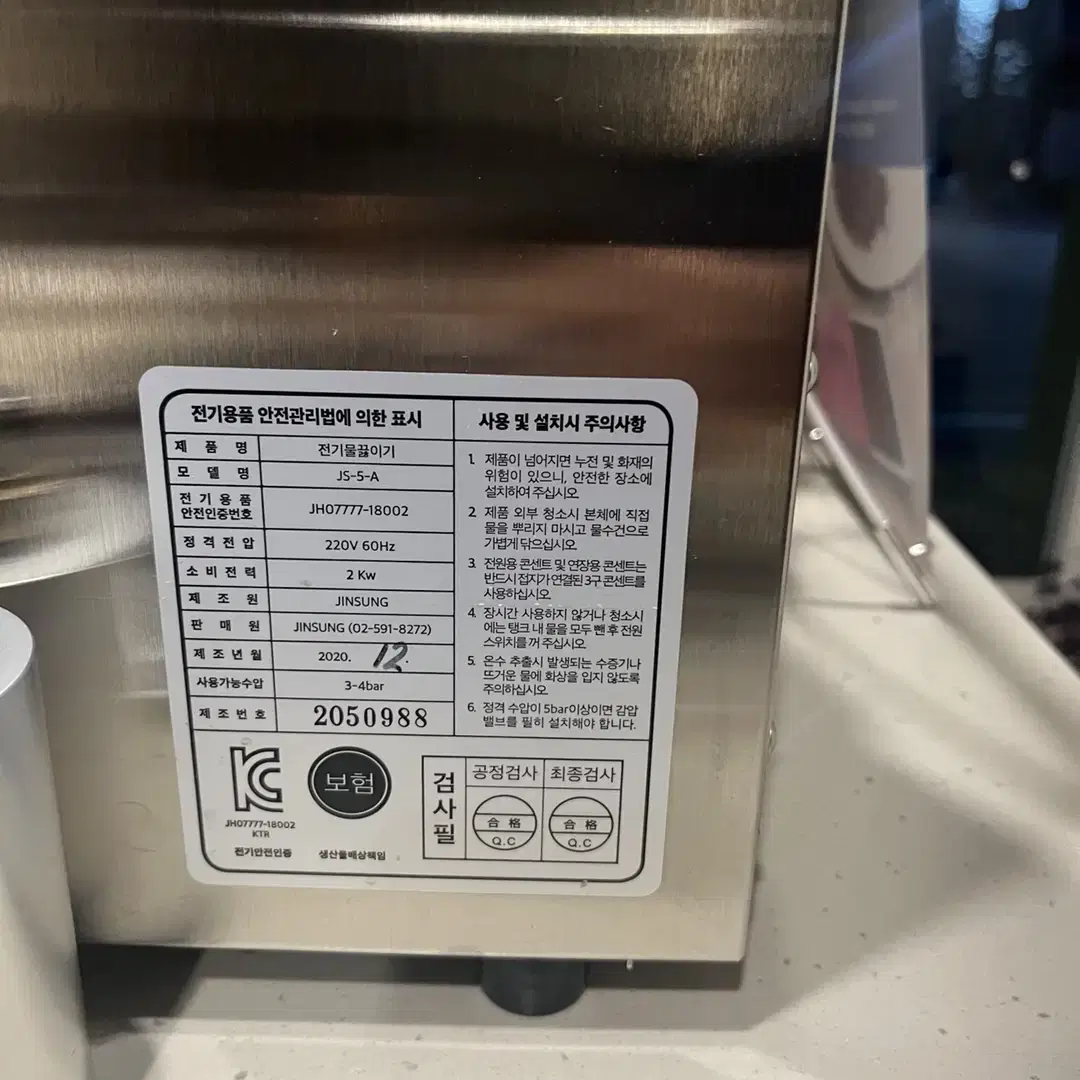 전기용품 안전관리법에 의한 표시
제 품 명 전기물끓이기
모 델 명 JS-5-A
전 기 용 품
안전인증번호 JH07777-18002
정 격 전 압 220V 60Hz
소 비 전 력 2 Kw
제 조 원 JINSUNG
판 매 원 JINSUNG (02-591-8272)
제 조 년 월 2020. 12.
사용가능수압 3-4bar
제 조 번 호 2050988
사용 및 설치시 주의사항
1. 제품이 넘어지면 누전 및 화재의
위험이 있으니, 안전한 장소에
설치하여 주십시오.
2. 제품 외부 청소시 본체에 직접
물을 뿌리지 마시고 물수건으로
가볍게 닦으십시오.
3. 전원용 콘센트 및 연장용 콘센트는
반드시 접지가 연결된 3구 콘센트를
사용하십시오.
4. 장시간 사용하지 않거나 청소시
에는 탱크 내 물을 모두 뺀 후 전원
스위치를 꺼 주십시오.
5. 온수 추출시 발생되는 수증기나
뜨거운 물에 화상을 입지 않도록
주의하십시오.
6. 정격 수압이 5bar이상이면 감압
밸브를 필히 설치해야 합니다.
KC
JH07777-18002
KTR
전기안전인증
보험
생산물배상책임
검사필
공정검사 최종검사
合格 合格
Q.C Q.C